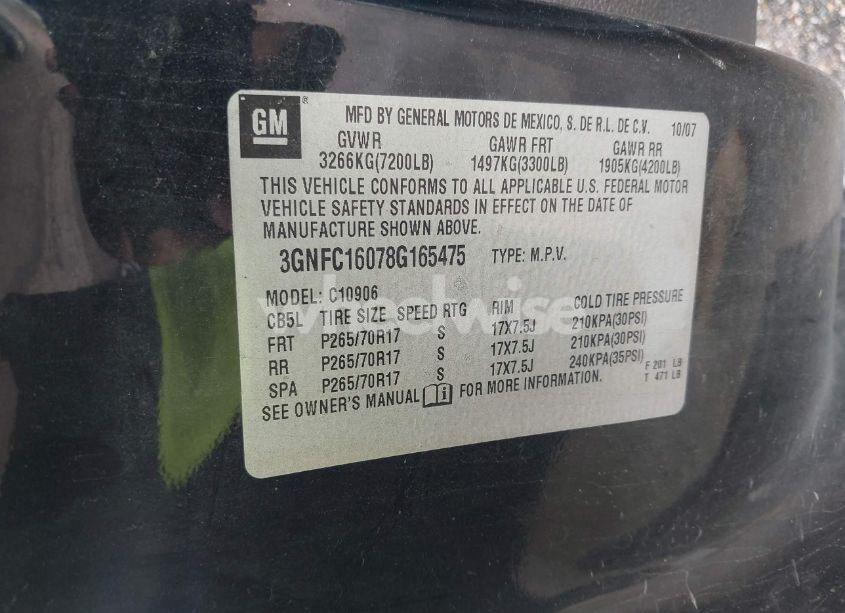 GM ® MFD BY GENERAL MOTORS DE MEXICO, S. DE R.L. DE C.V. 10/07
GVWR GAWR FRT GAWR RR
3266KG(7200LB) 1497KG(3300LB) 1905KG(4200LB)
THIS VEHICLE CONFORMS TO ALL APPLICABLE U.S. FEDERAL MOTOR
VEHICLE SAFETY STANDARDS IN EFFECT ON THE DATE OF
MANUFACTURE SHOWN ABOVE.
3GNFC16078G165475 TYPE: M.P.V.
MODEL: C10906
CB5L TIRE SIZE SPEED RTG RIM COLD TIRE PRESSURE
FRT P265/70R17 S 17X7.5J 210KPA(30PSI)
RR P265/70R17 S 17X7.5J 210KPA(30PSI)
SPA P265/70R17 S 17X7.5J 240KPA(35PSI) F 201 LB
T 471 LB
SEE OWNER'S MANUAL i FOR MORE INFORMATION.
wheelwise